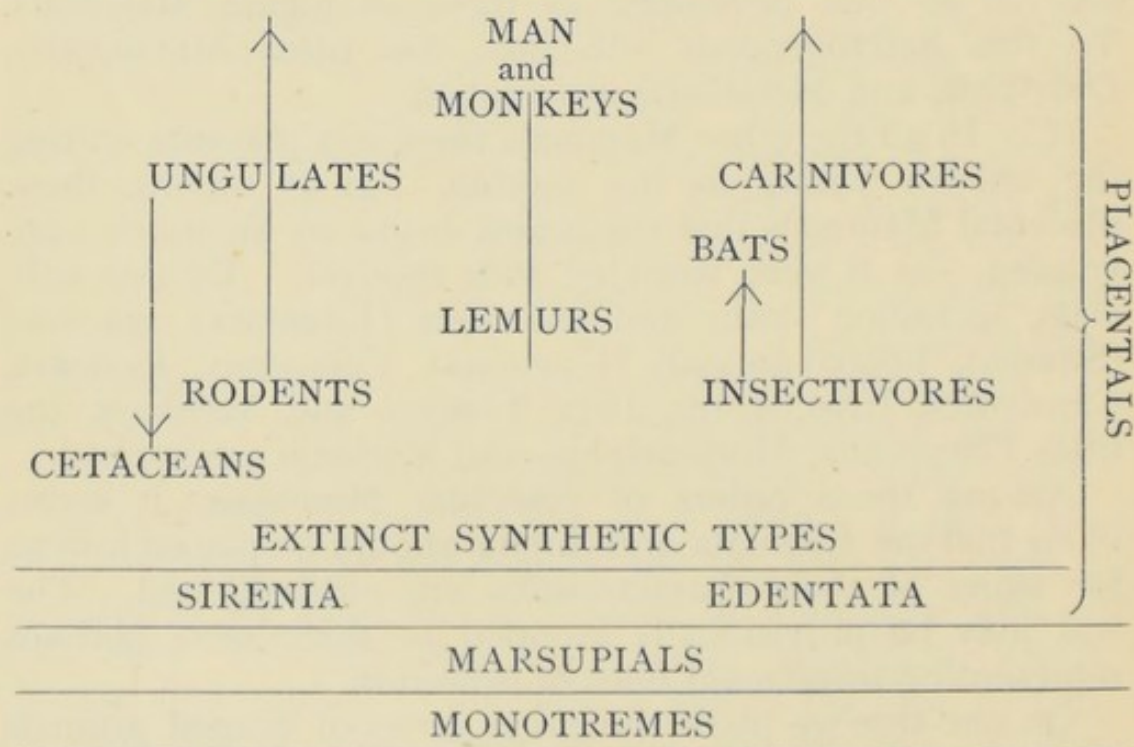 MAN
and
MONKEYS
UNGULATES
CARNIVORES
BATS
LEMURS
RODENTS
INSECTIVORES
CETACEANS
EXTINCT SYNTHETIC TYPES
SIRENIA
EDENTATA
PLACENTALS
MARSUPIALS
MONOTREMES